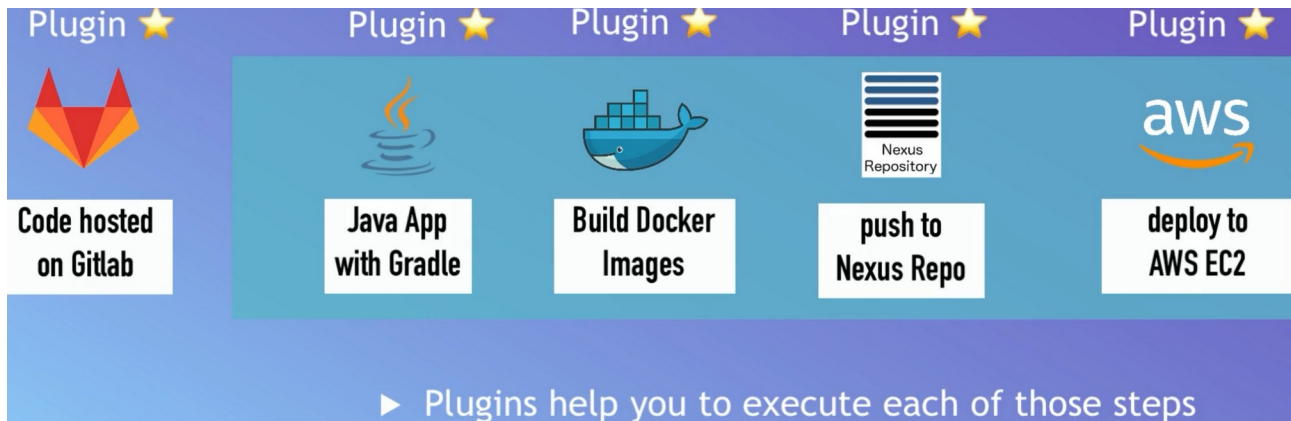 Plugin ⭐
Plugin ⭐
Plugin ⭐
Plugin ⭐
Plugin ⭐
Nexus
Repository
aws
Code hosted
on Gitlab
Java App
with Gradle
Build Docker
Images
push to
Nexus Repo
deploy to
AWS EC2
► Plugins help you to execute each of those steps